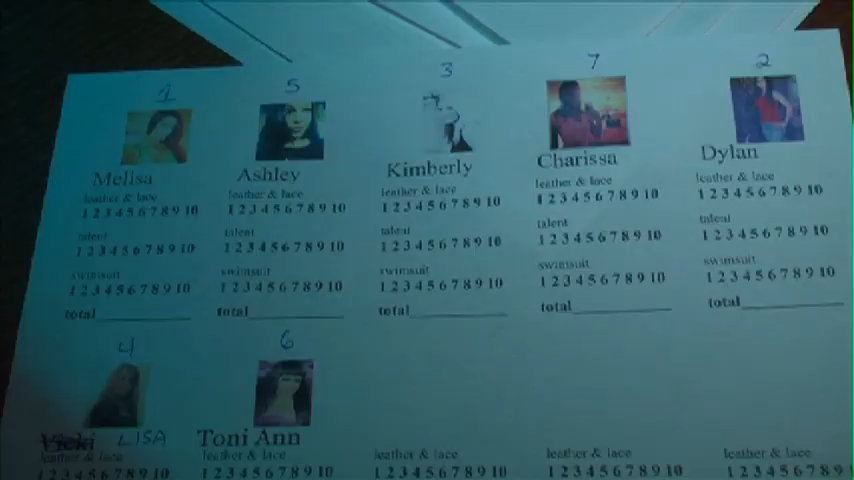 1 5 3 7 2
Melisa Ashley Kimberly Charissa Dylan
leather & lace leather & lace leather & lace leather & lace leather & lace
1 2 3 4 5 6 7 8 9 10 1 2 3 4 5 6 7 8 9 10 1 2 3 4 5 6 7 8 9 10 1 2 3 4 5 6 7 8 9 10 1 2 3 4 5 6 7 8 9 10
talent talent talent talent talent
1 2 3 4 5 6 7 8 9 10 1 2 3 4 5 6 7 8 9 10 1 2 3 4 5 6 7 8 9 10 1 2 3 4 5 6 7 8 9 10 1 2 3 4 5 6 7 8 9 10
swimsuit swimsuit swimsuit swimsuit swimsuit
1 2 3 4 5 6 7 8 9 10 1 2 3 4 5 6 7 8 9 10 1 2 3 4 5 6 7 8 9 10 1 2 3 4 5 6 7 8 9 10 1 2 3 4 5 6 7 8 9 10
total total total total total
4 6
Vicki LISA Toni Ann
leather & lace leather & lace leather & lace leather & lace leather & lace
1 2 3 4 5 6 7 8 9 10 1 2 3 4 5 6 7 8 9 10 1 2 3 4 5 6 7 8 9 10 1 2 3 4 5 6 7 8 9 10 1 2 3 4 5 6 7 8 9